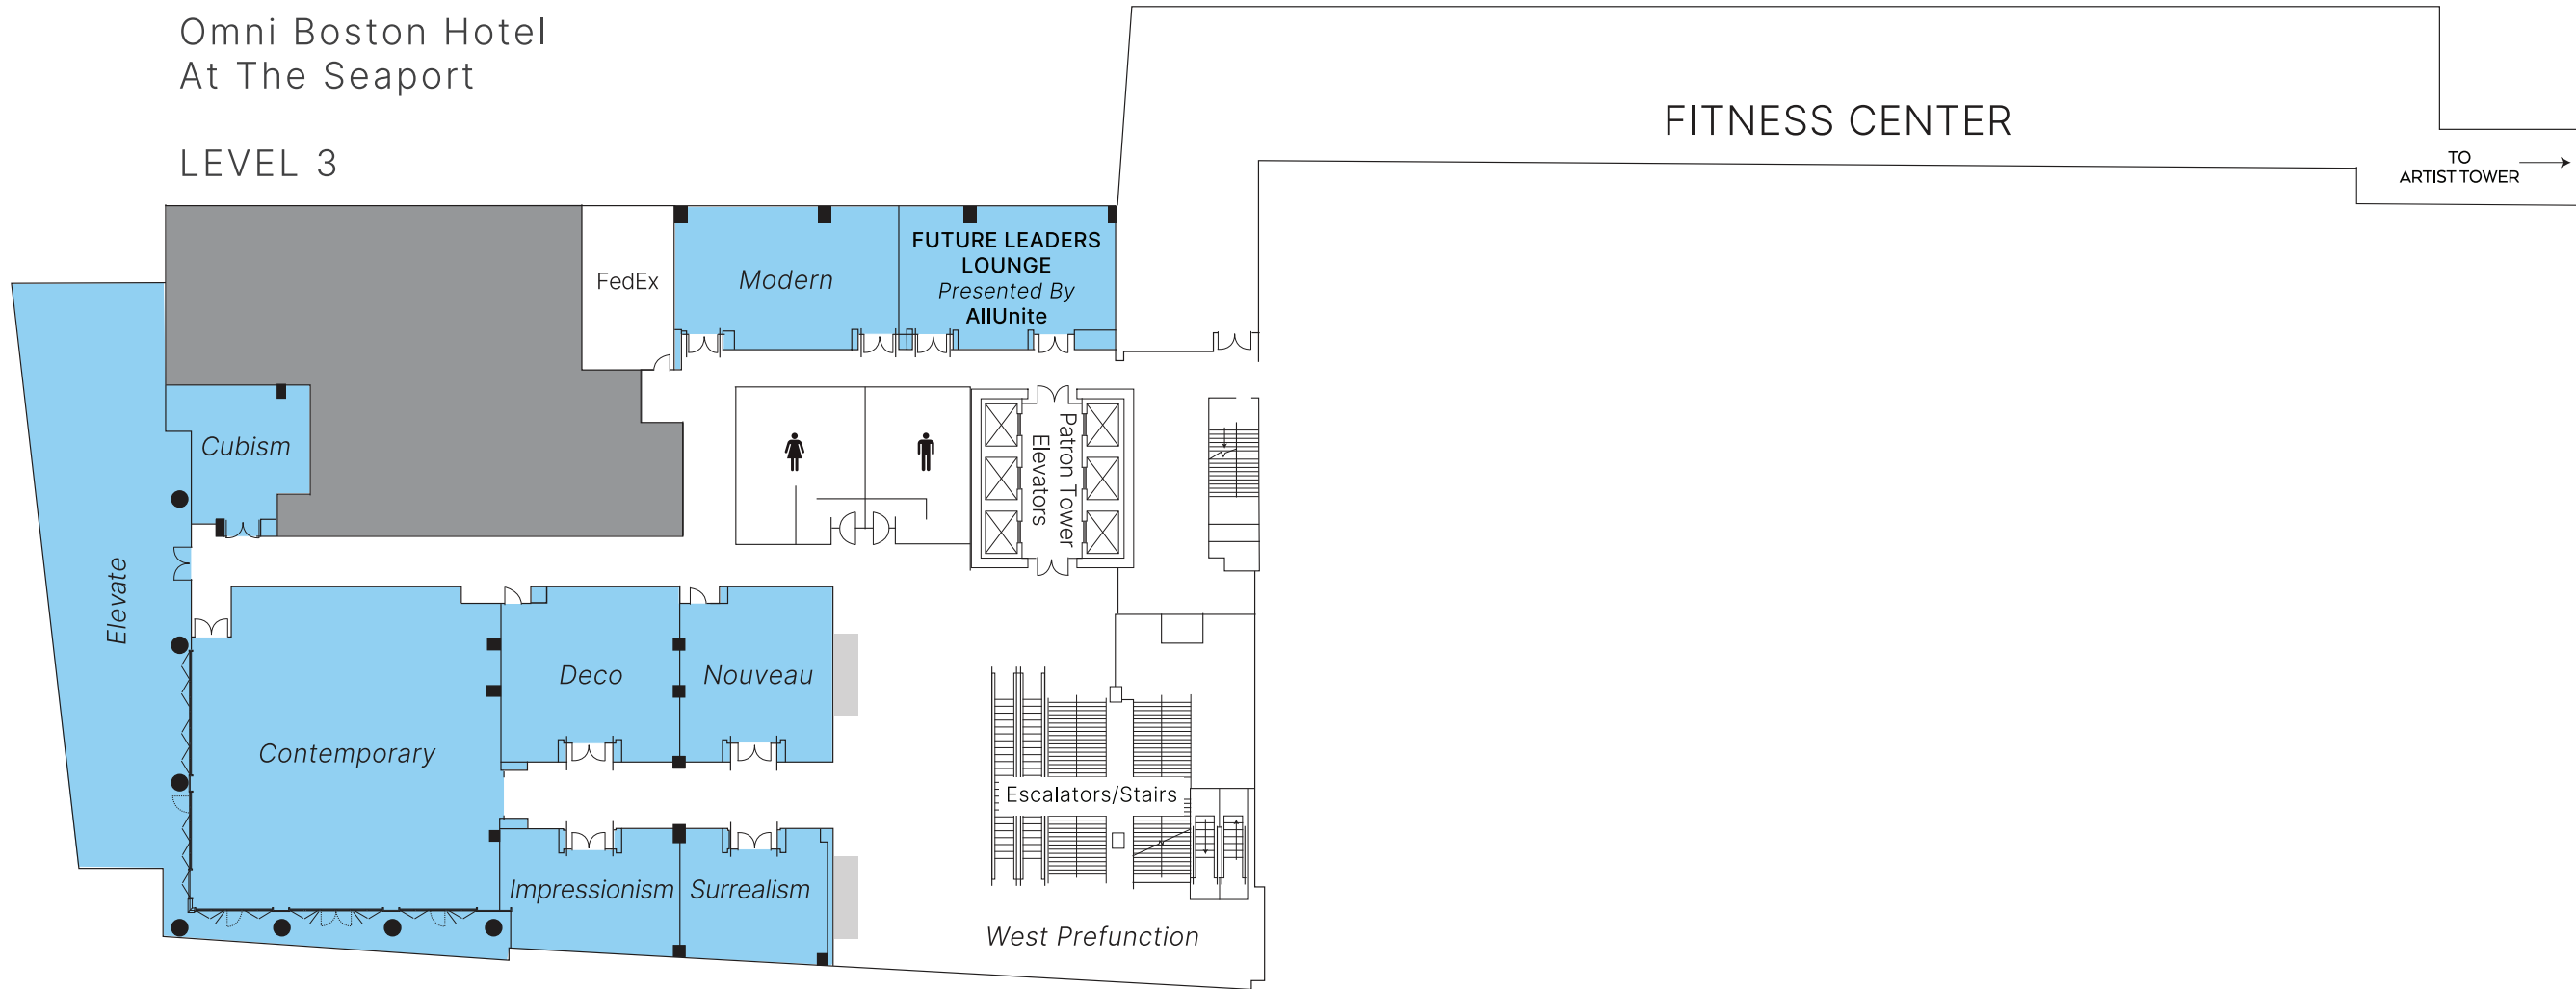 Omni Boston Hotel
At The Seaport
LEVEL 3
FITNESS CENTER
TO
ARTIST TOWER
FedEx
Modern
FUTURE LEADERS
LOUNGE
Presented By
AllUnite
Cubism
Patron Tower
Elevators
Elevate
Deco
Nouveau
Contemporary
Escalators/Stairs
Impressionism
Surrealism
West Prefunction